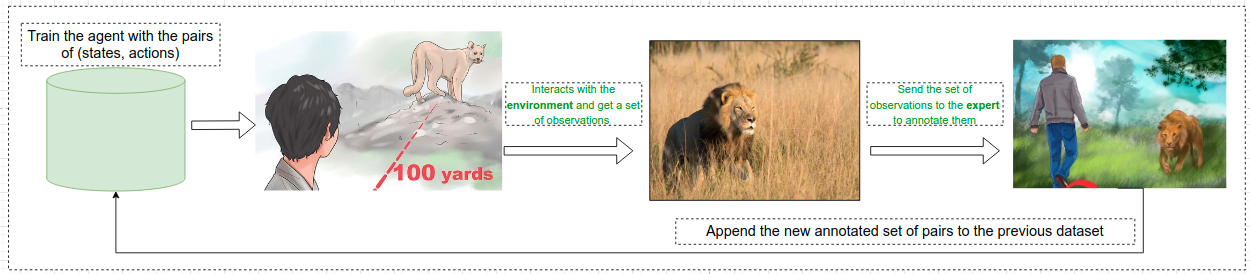 Train the agent with the pairs
of (states, actions)
100 yards
Interacts with the
environment and get a set
of observations
Send the set of
observations to the expert
to annotate them
Append the new annotated set of pairs to the previous dataset